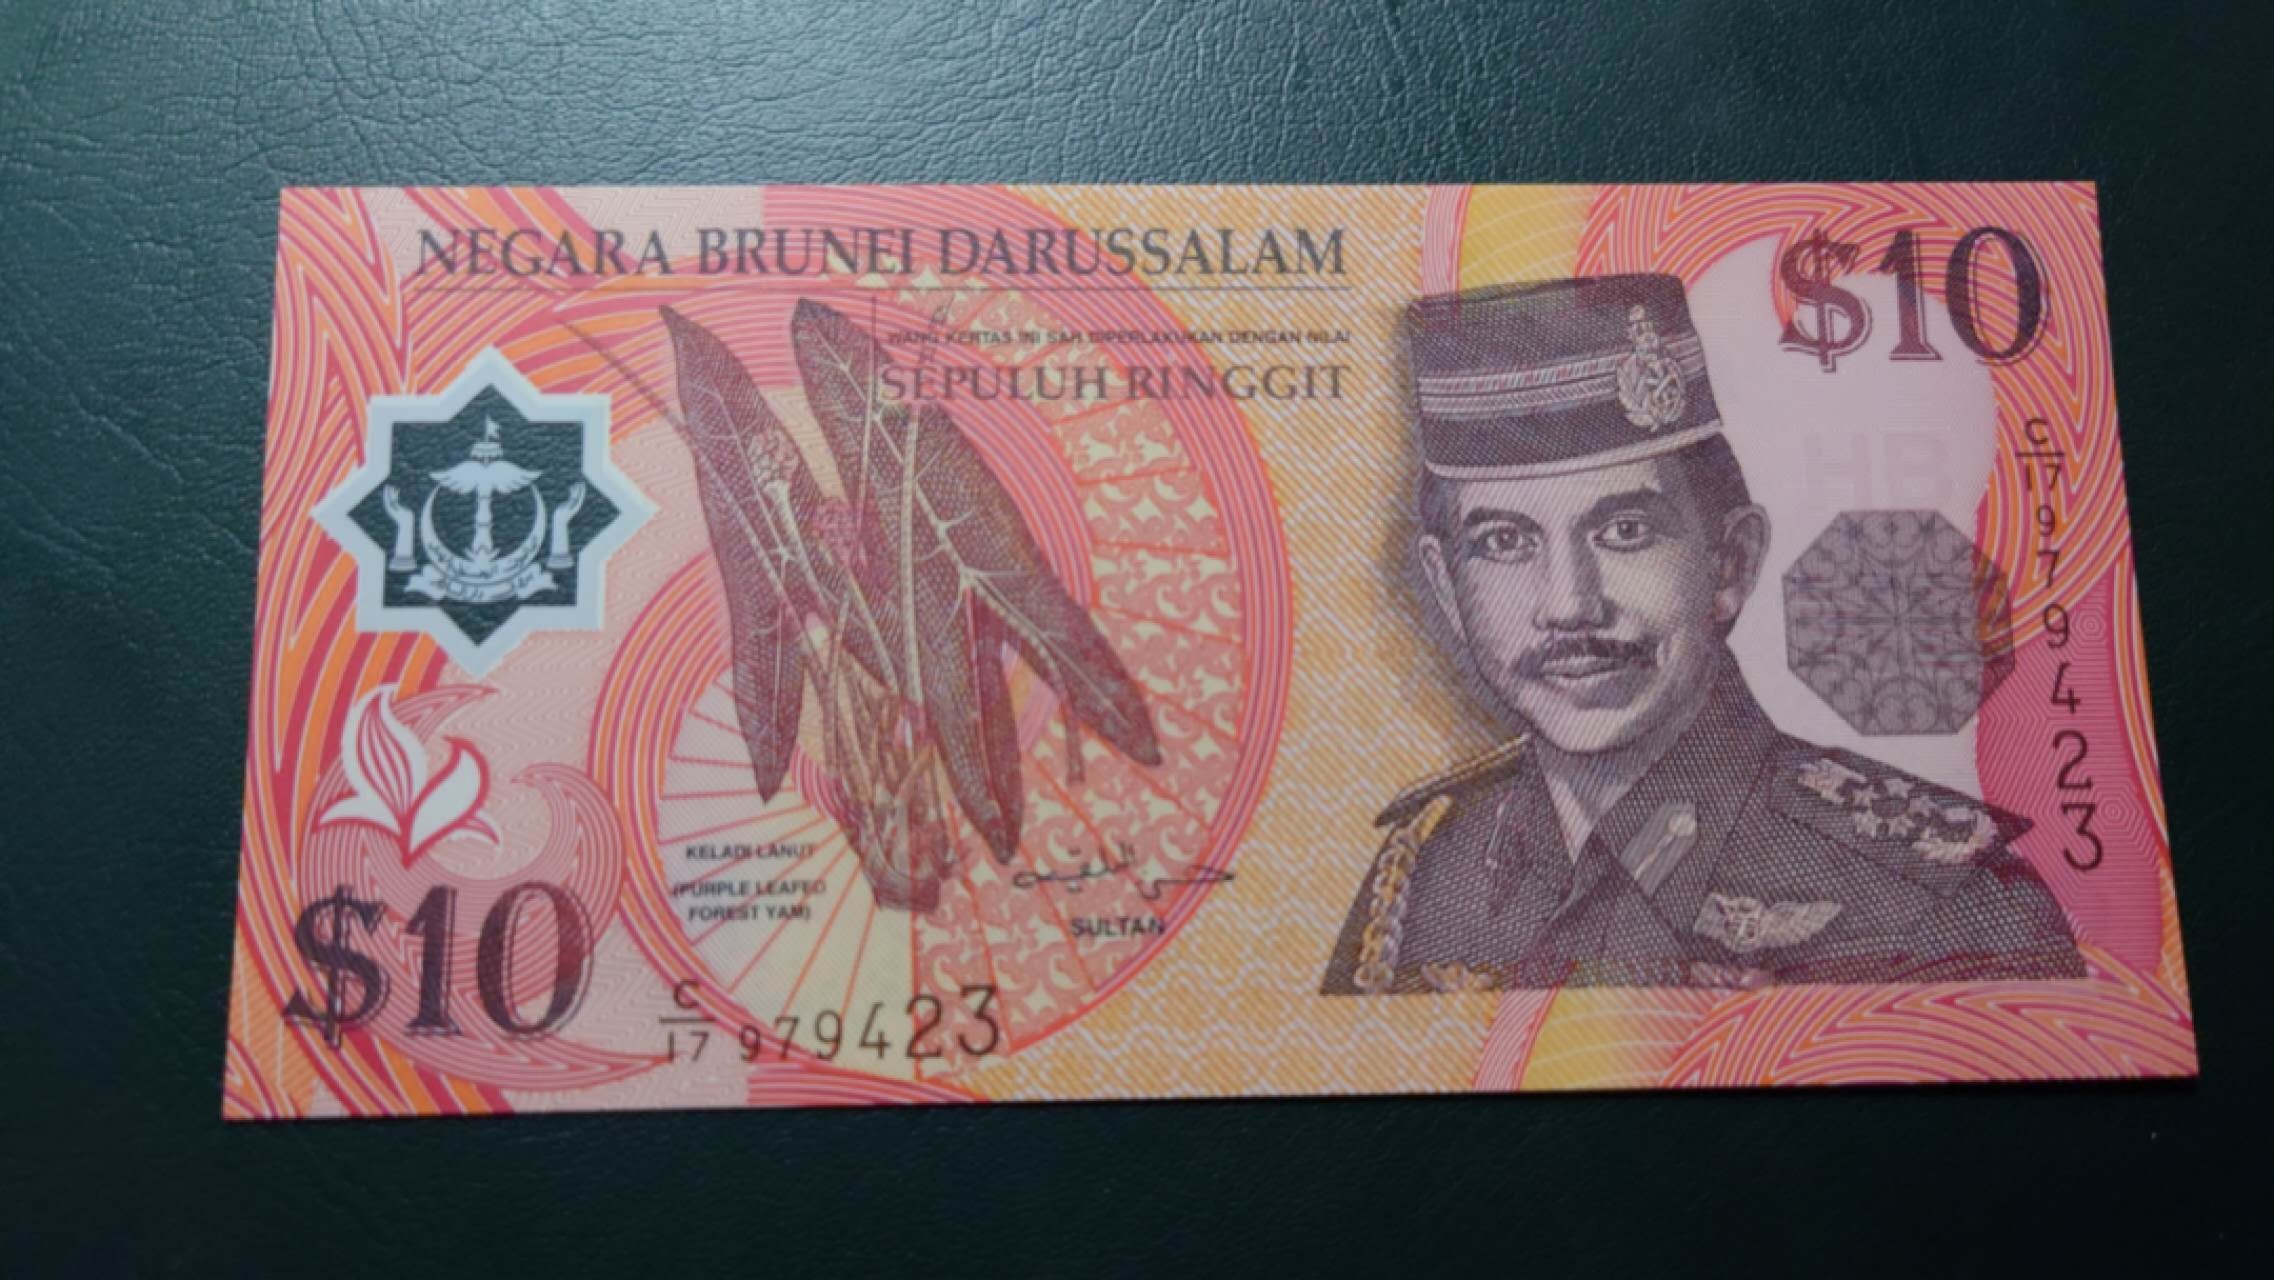 NEGARA BRUNEI DARUSSALAM
$10
WANG KERTAS INI SAH DIPERLAKUKAN DENGAN NILAI
SEPULUH RINGGIT
HB
C/17 979423
KELADI LANUT
(PURPLE LEAFED
FOREST YAM)
SULTAN
$10
C/17 979423